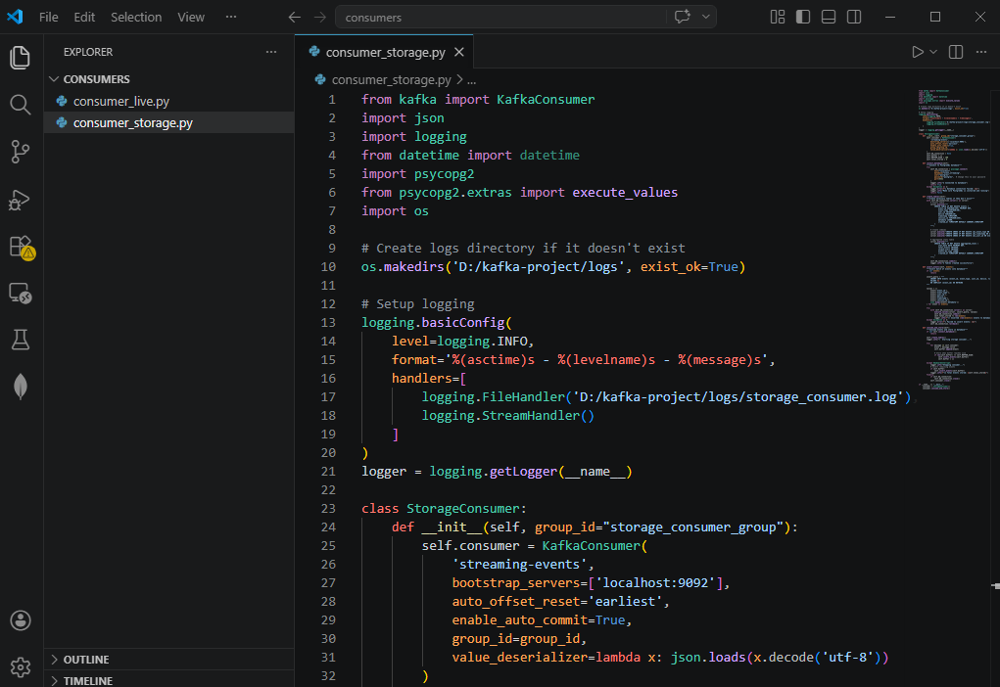 File Edit Selection View ···
consumers
EXPLORER ···
CONSUMERS
consumer_live.py
consumer_storage.py
OUTLINE
TIMELINE
consumer_storage.py
consumer_storage.py > ...
1 from kafka import KafkaConsumer
2 import json
3 import logging
4 from datetime import datetime
5 import psycopg2
6 from psycopg2.extras import execute_values
7 import os
8
9 # Create logs directory if it doesn't exist
10 os.makedirs('D:/kafka-project/logs', exist_ok=True)
11
12 # Setup logging
13 logging.basicConfig(
14     level=logging.INFO,
15     format='%(asctime)s - %(levelname)s - %(message)s',
16     handlers=[
17         logging.FileHandler('D:/kafka-project/logs/storage_consumer.log'),
18         logging.StreamHandler()
19     ]
20 )
21 logger = logging.getLogger(__name__)
22
23 class StorageConsumer:
24     def __init__(self, group_id="storage_consumer_group"):
25         self.consumer = KafkaConsumer(
26             'streaming-events',
27             bootstrap_servers=['localhost:9092'],
28             auto_offset_reset='earliest',
29             enable_auto_commit=True,
30             group_id=group_id,
31             value_deserializer=lambda x: json.loads(x.decode('utf-8'))
32         )